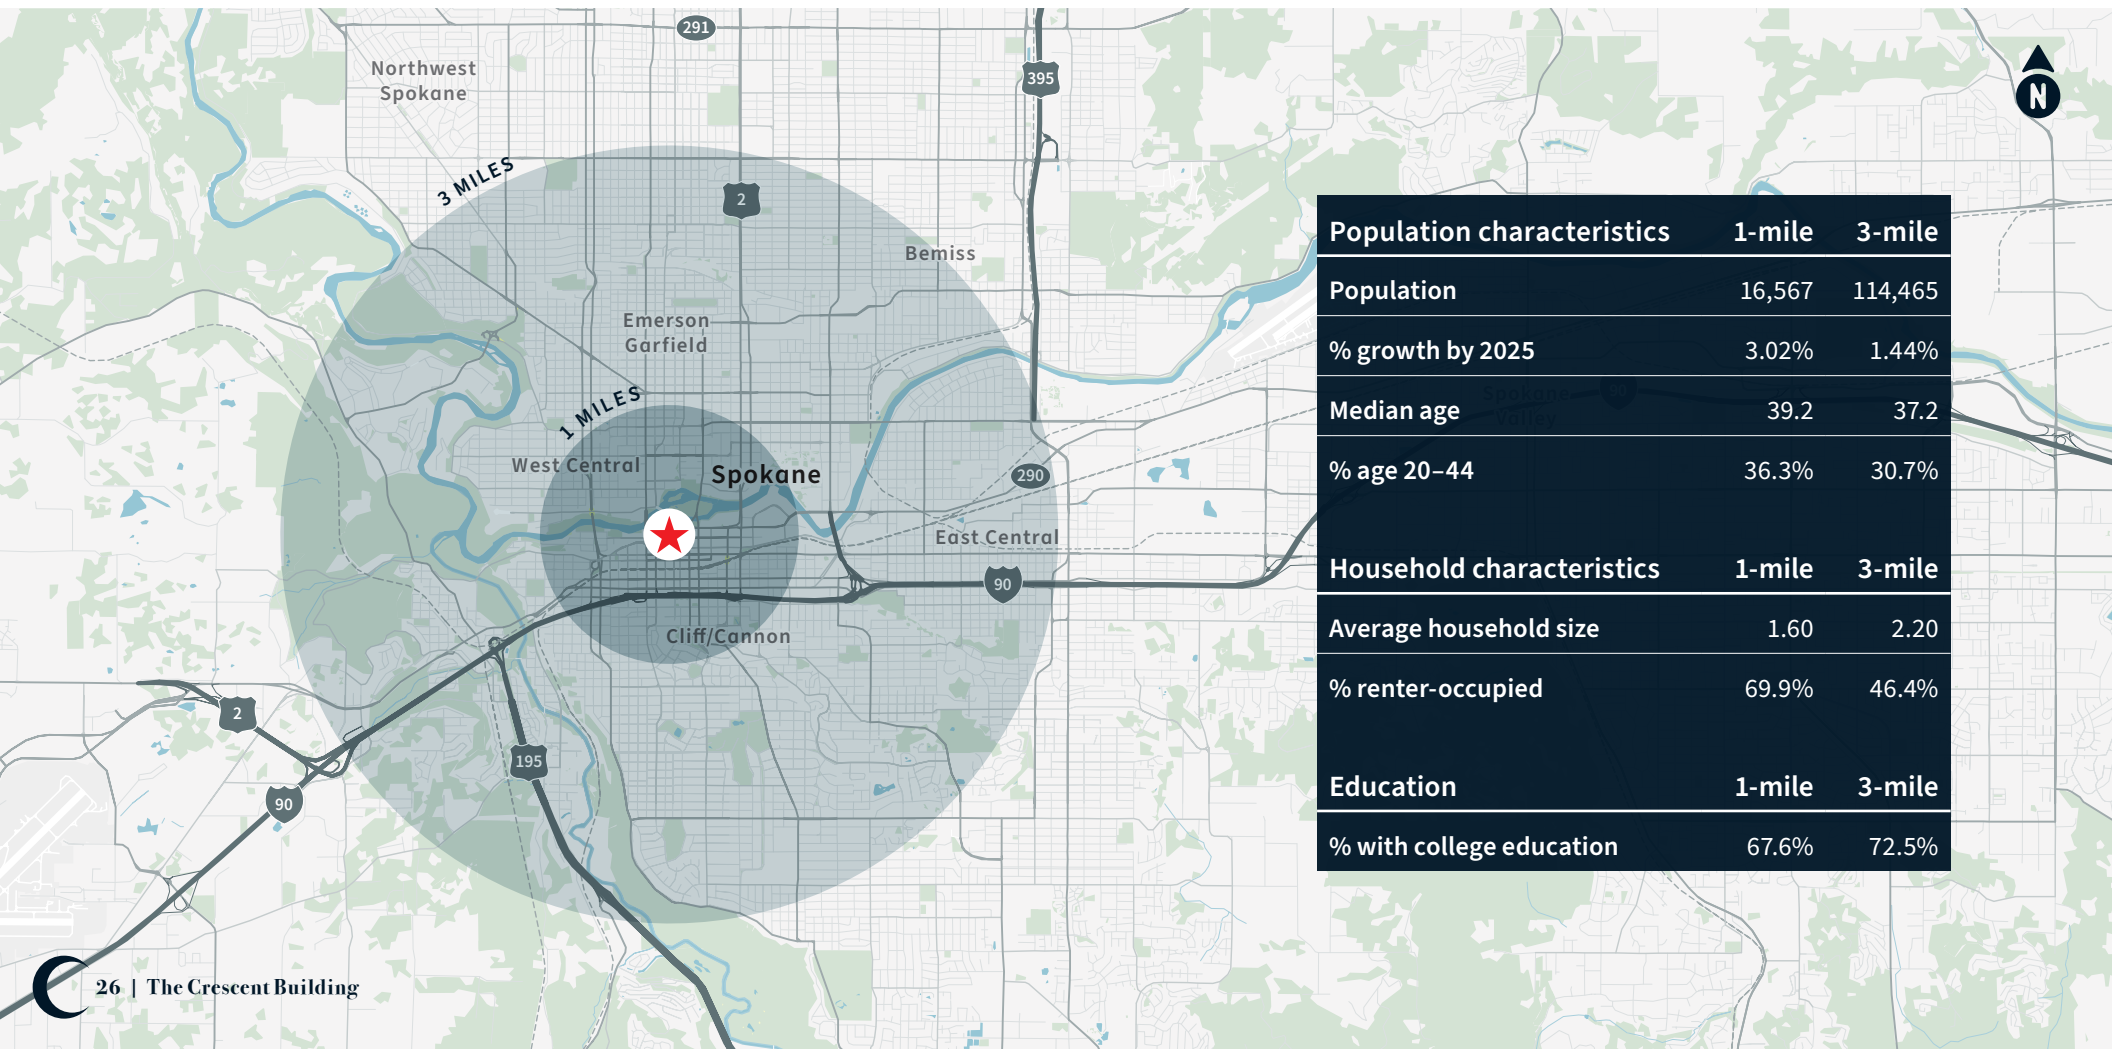 291
Northwest
Spokane
395
N
3 MILES
2
Bemiss
Emerson
Garfield
1 MILES
West Central
Spokane
290
East Central
90
Cliff/Cannon
2
195
90
Population characteristics 1-mile 3-mile
Population 16,567 114,465
% growth by 2025 3.02% 1.44%
90
Spokane
Valley
Median age 39.2 37.2
% age 20–44 36.3% 30.7%
Household characteristics 1-mile 3-mile
Average household size 1.60 2.20
% renter-occupied 69.9% 46.4%
Education 1-mile 3-mile
% with college education 67.6% 72.5%
26 | The Crescent Building